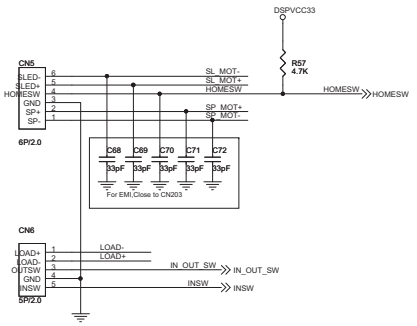 DSPVCC33
R57
4.7K
CN5
SLED- 6 SL_MOT-
SLED+ 5 SL_MOT+
HOMESW 4 HOMESW HOMESW HOMESW
GND 3
SP+ 2 SP_MOT+
SP- 1 SP_MOT-
6P/2.0
C68 C69 C70 C71 C72
33pF 33pF 33pF 33pF 33pF
For EMI,Close to CN203
CN6
LOAD+ 1 LOAD-
LOAD- 2 LOAD+
OUTSW 3 IN_OUT_SW IN_OUT_SW
GND 4
INSW 5 INSW INSW
5P/2.0